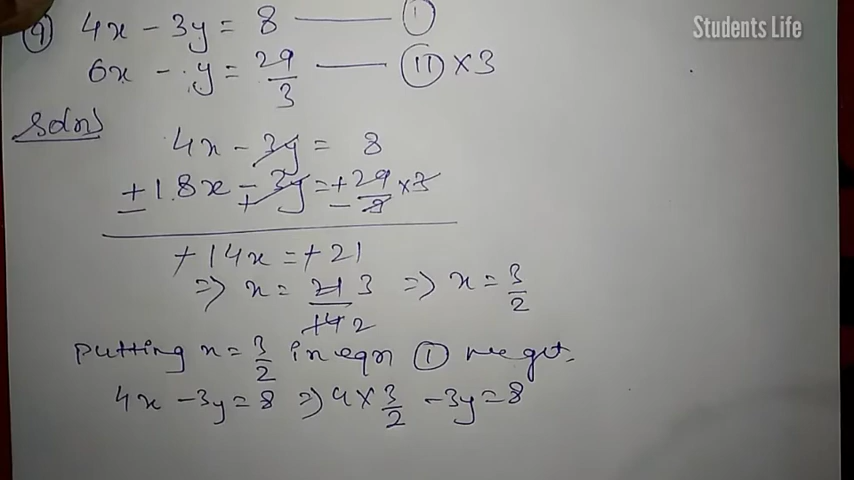 Students Life
(9) 4x - 3y = 8 —— (I)
6x - y = 29/3 —— (II) × 3
Soln
4x - 3y = 8
± 18x - 3y = + 29/3 × 3
+ - 
+ 14x = + 21
⇒ x = 21/14 3/2 ⇒ x = 3/2
Putting x = 3/2 in eqn (I) we get.
4x - 3y = 8 ⇒ 4 × 3/2 - 3y = 8